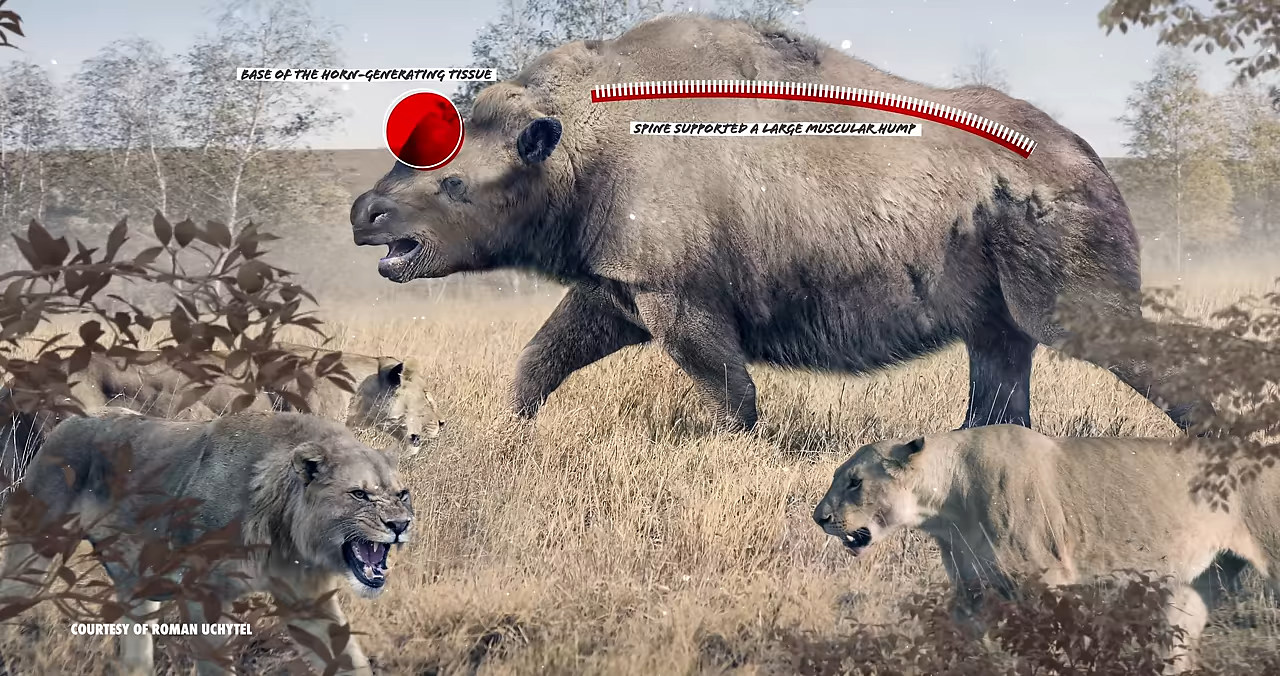 BASE OF THE HORN-GENERATING TISSUE
SPINE SUPPORTED A LARGE MUSCULAR HUMP
COURTESY OF ROMAN UCHYTEL